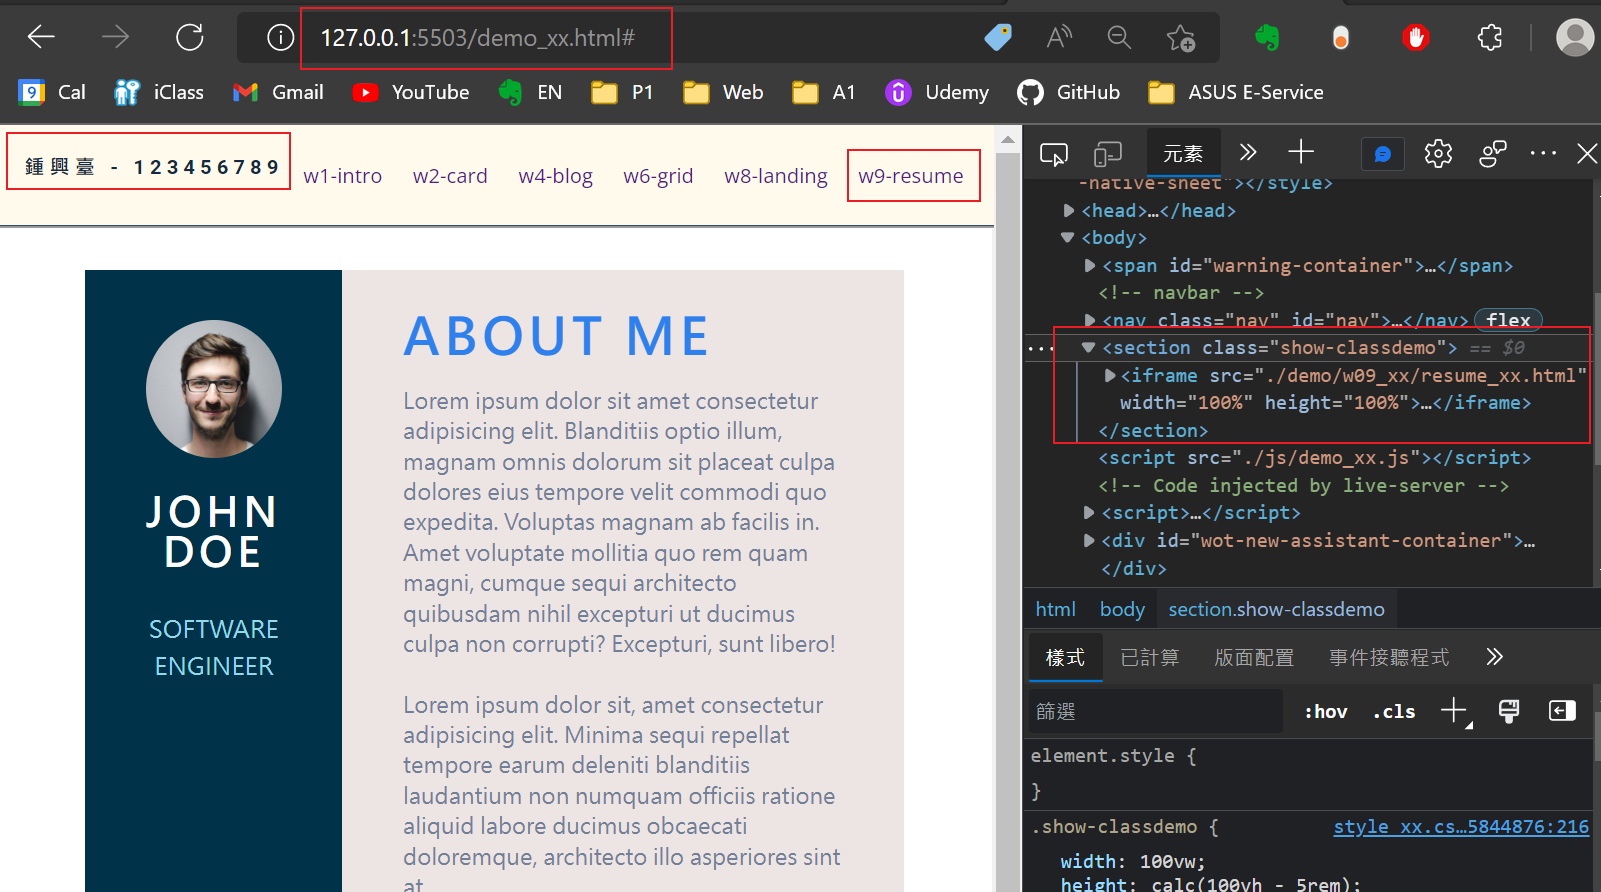 127.0.0.1:5503/demo_xx.html#
Cal iClass Gmail YouTube EN P1 Web A1 Udemy GitHub ASUS E-Service
鍾興臺 - 123456789
w1-intro w2-card w4-blog w6-grid w8-landing w9-resume
JOHN
DOE
SOFTWARE
ENGINEER
ABOUT ME
Lorem ipsum dolor sit amet consectetur
adipisicing elit. Blanditiis optio illum,
magnam omnis dolorum sit placeat culpa
dolores eius tempore velit commodi quo
expedita. Voluptas magnam ab facilis in.
Amet voluptate mollitia quo rem quam
magni, cumque sequi architecto
quibusdam nihil excepturi ut ducimus
culpa non corrupti? Excepturi, sunt libero!
Lorem ipsum dolor sit, amet consectetur
adipisicing elit. Minima sequi repellat
tempore earum deleniti blanditiis
laudantium non numquam officiis ratione
aliquid labore ducimus obcaecati
doloremque, architecto illo asperiores sint
at
元素
-native-sheet"></style>
<head>…</head>
<body>
<span id="warning-container">…</span>
<!-- navbar -->
<nav class="nav" id="nav">…</nav> flex
<section class="show-classdemo"> == $0
<iframe src="./demo/w09_xx/resume_xx.html"
width="100%" height="100%">…</iframe>
</section>
<script src="./js/demo_xx.js"></script>
<!-- Code injected by live-server -->
<script>…</script>
<div id="wot-new-assistant-container">…
</div>
html body section.show-classdemo
樣式 已計算 版面配置 事件接聽程式
篩選 :hov .cls
element.style {
}
.show-classdemo { style_xx.cs…5844876:216
width: 100vw;
height: calc(100vh - 5rem);